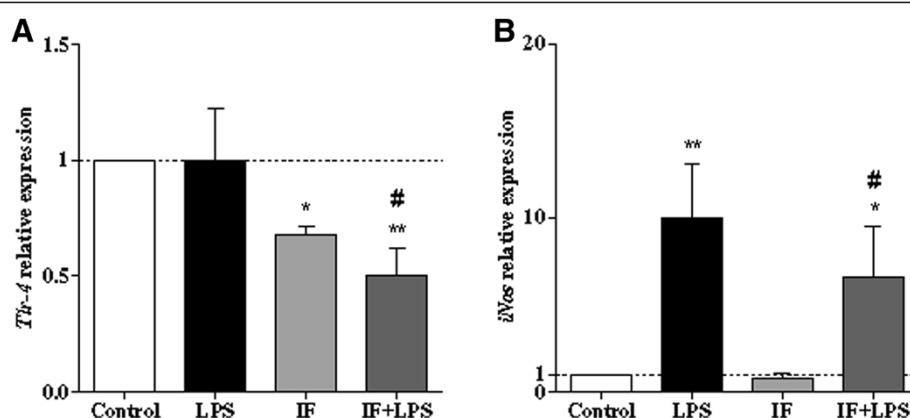 A
B
1.5
1
0.5
0.0
Tlr-4 relative expression
*
#
**
Control LPS IF IF+LPS
20
10
1
0
iNos relative expression
**
#
*
Control LPS IF IF+LPS